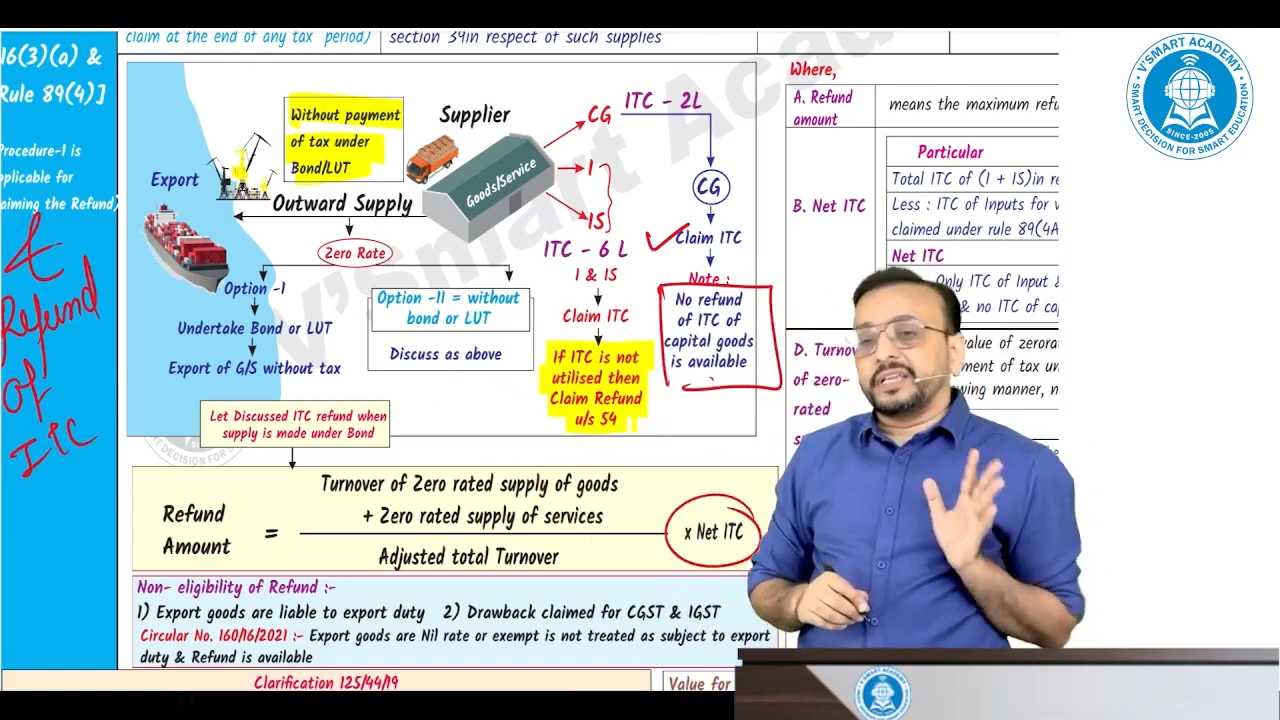 claim at the end of any tax period)
section 39in respect of such supplies
16(3)(a) &
Rule 89(4)]
Procedure-1 is
applicable for
claiming the Refund)
&
Refund
of
ITC
Without payment
of tax under
Bond/LUT
Supplier
Goods/Service
CG
I
IS
ITC - 2L
CG
Claim ITC
Note :
No refund
of ITC of
capital goods
is available
ITC - 6 L
I & IS
Claim ITC
If ITC is not
utilised then
Claim Refund
u/s 54
Export
Outward Supply
Zero Rate
Option -1
Undertake Bond or LUT
Export of G/S without tax
Option -11 = without
bond or LUT
Discuss as above
Let Discussed ITC refund when
supply is made under Bond
V'Smart Aca
DECISION FOR S
Refund
Amount
=
Turnover of Zero rated supply of goods
+ Zero rated supply of services
Adjusted total Turnover
x Net ITC
Non- eligibility of Refund :-
1) Export goods are liable to export duty 2) Drawback claimed for CGST & IGST
Circular No. 160/16/2021 :- Export goods are Nil rate or exempt is not treated as subject to export
duty & Refund is available
Clarification 125/44/19
Value for
Where,
A. Refund
amount
means the maximum refu
B. Net ITC
Particular
Total ITC of (I + IS)in re
Less : ITC of Inputs for
claimed under rule 89(4A
Net ITC
Only ITC of Input &
& no ITC of ca
D. Turnov
of zero-
rated
value of zerora
ment of tax un
wing manner, n
V'SMART ACADEMY
SINCE-2005
SMART DECISION FOR SMART EDUCATION